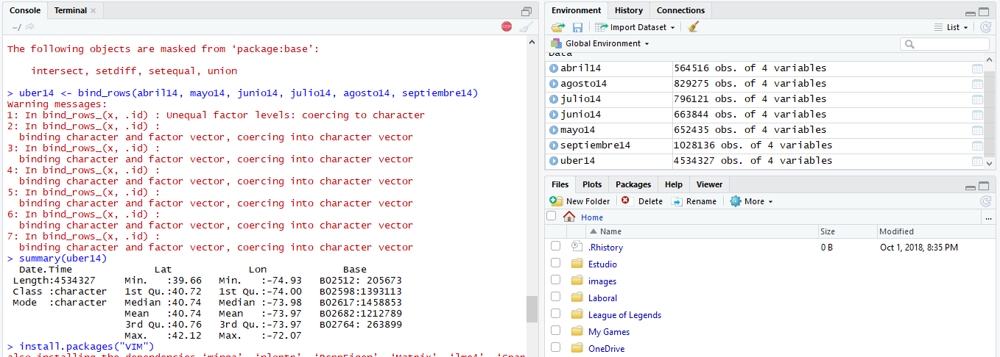 Console Terminal
~/
STOP
The following objects are masked from ‘package:base’:
intersect, setdiff, setequal, union
> uber14 <- bind_rows(abril14, mayo14, junio14, julio14, agosto14, septiembre14)
Warning messages:
1: In bind_rows_(x, .id) : Unequal factor levels: coercing to character
2: In bind_rows_(x, .id) :
binding character and factor vector, coercing into character vector
3: In bind_rows_(x, .id) :
binding character and factor vector, coercing into character vector
4: In bind_rows_(x, .id) :
binding character and factor vector, coercing into character vector
5: In bind_rows_(x, .id) :
binding character and factor vector, coercing into character vector
6: In bind_rows_(x, .id) :
binding character and factor vector, coercing into character vector
7: In bind_rows_(x, .id) :
binding character and factor vector, coercing into character vector
> summary(uber14)
Date.Time Lat Lon Base
Length:4534327 Min. :39.66 Min. :-74.93 B02512: 205673
Class :character 1st Qu.:40.72 1st Qu.:-74.00 B02598:1393113
Mode :character Median :40.74 Median :-73.98 B02617:1458853
Mean :40.74 Mean :-73.97 B02682:1212789
3rd Qu.:40.76 3rd Qu.:-73.97 B02764: 263899
Max. :42.12 Max. :-72.07
> install.packages("VIM")
also installing the dependencies
Environment History Connections
Import Dataset List
Global Environment
Data
abril14 564516 obs. of 4 variables
agosto14 829275 obs. of 4 variables
julio14 796121 obs. of 4 variables
junio14 663844 obs. of 4 variables
mayo14 652435 obs. of 4 variables
septiembre14 1028136 obs. of 4 variables
uber14 4534327 obs. of 4 variables
Files Plots Packages Help Viewer
New Folder Delete Rename More
Home ...
Name Size Modified
.Rhistory 0 B Oct 1, 2018, 8:35 PM
Estudio
images
Laboral
League of Legends
My Games
OneDrive